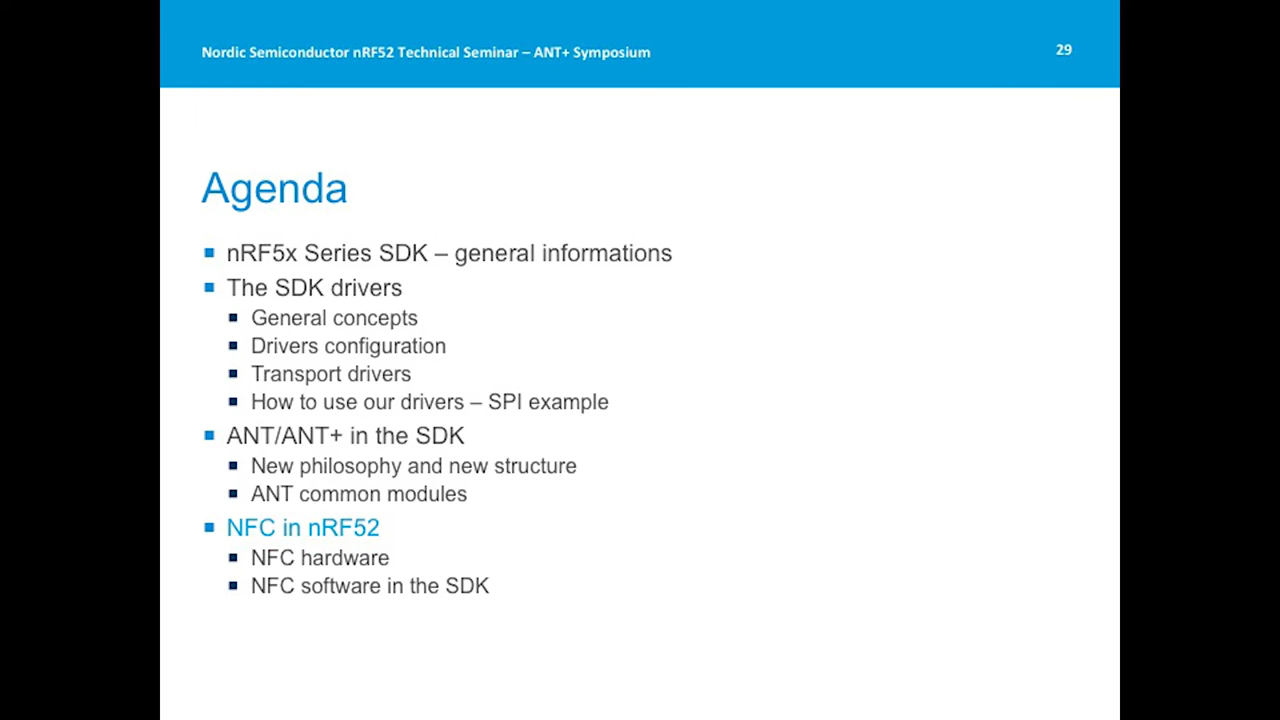 Nordic Semiconductor nRF52 Technical Seminar – ANT+ Symposium
29
Agenda
nRF5x Series SDK – general informations
The SDK drivers
General concepts
Drivers configuration
Transport drivers
How to use our drivers – SPI example
ANT/ANT+ in the SDK
New philosophy and new structure
ANT common modules
NFC in nRF52
NFC hardware
NFC software in the SDK